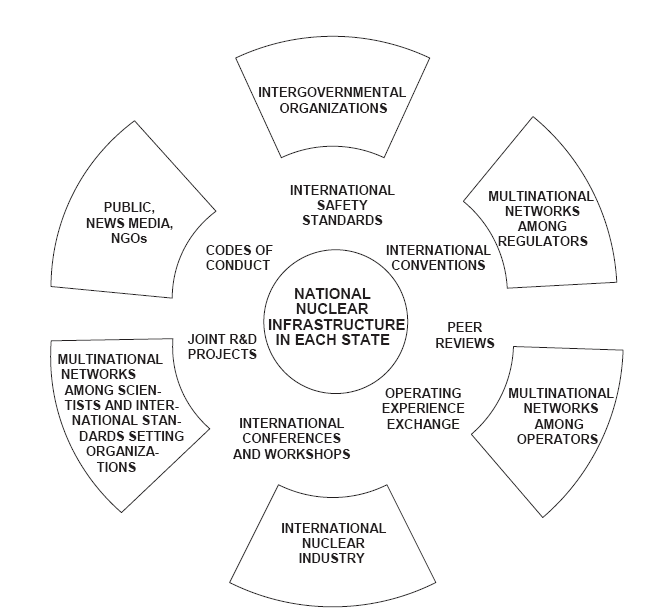 INTERGOVERNMENTAL
ORGANIZATIONS
PUBLIC,
NEWS MEDIA,
NGOs
MULTINATIONAL
NETWORKS
AMONG
REGULATORS
INTERNATIONAL
SAFETY
STANDARDS
CODES OF
CONDUCT
INTERNATIONAL
CONVENTIONS
NATIONAL
NUCLEAR
INFRASTRUCTURE
IN EACH STATE
JOINT R&D
PROJECTS
PEER
REVIEWS
MULTINATIONAL
NETWORKS
AMONG SCIEN-
TISTS AND INTER-
NATIONAL STAN-
DARDS SETTING
ORGANIZA-
TIONS
INTERNATIONAL
CONFERENCES
AND WORKSHOPS
OPERATING
EXPERIENCE
EXCHANGE
MULTINATIONAL
NETWORKS
AMONG
OPERATORS
INTERNATIONAL
NUCLEAR
INDUSTRY